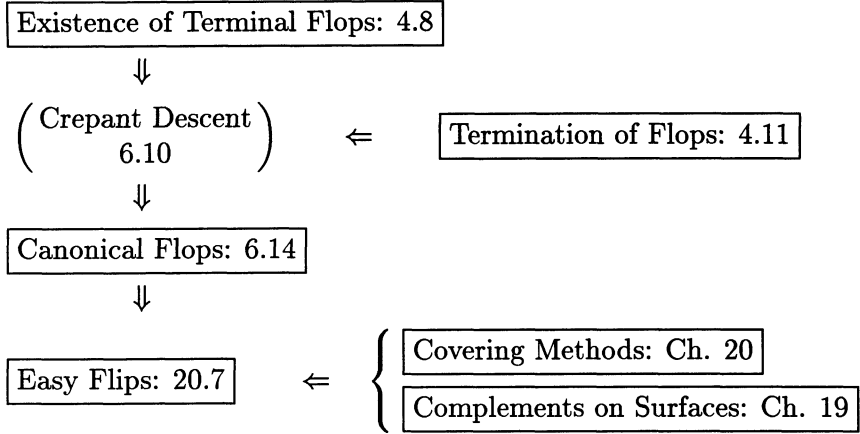 Existence of Terminal Flops: 4.8
⇓
( Crepant Descent
6.10 ) ⇐ Termination of Flops: 4.11
⇓
Canonical Flops: 6.14
⇓
Covering Methods: Ch. 20
Easy Flips: 20.7 ⇐ {
Complements on Surfaces: Ch. 19